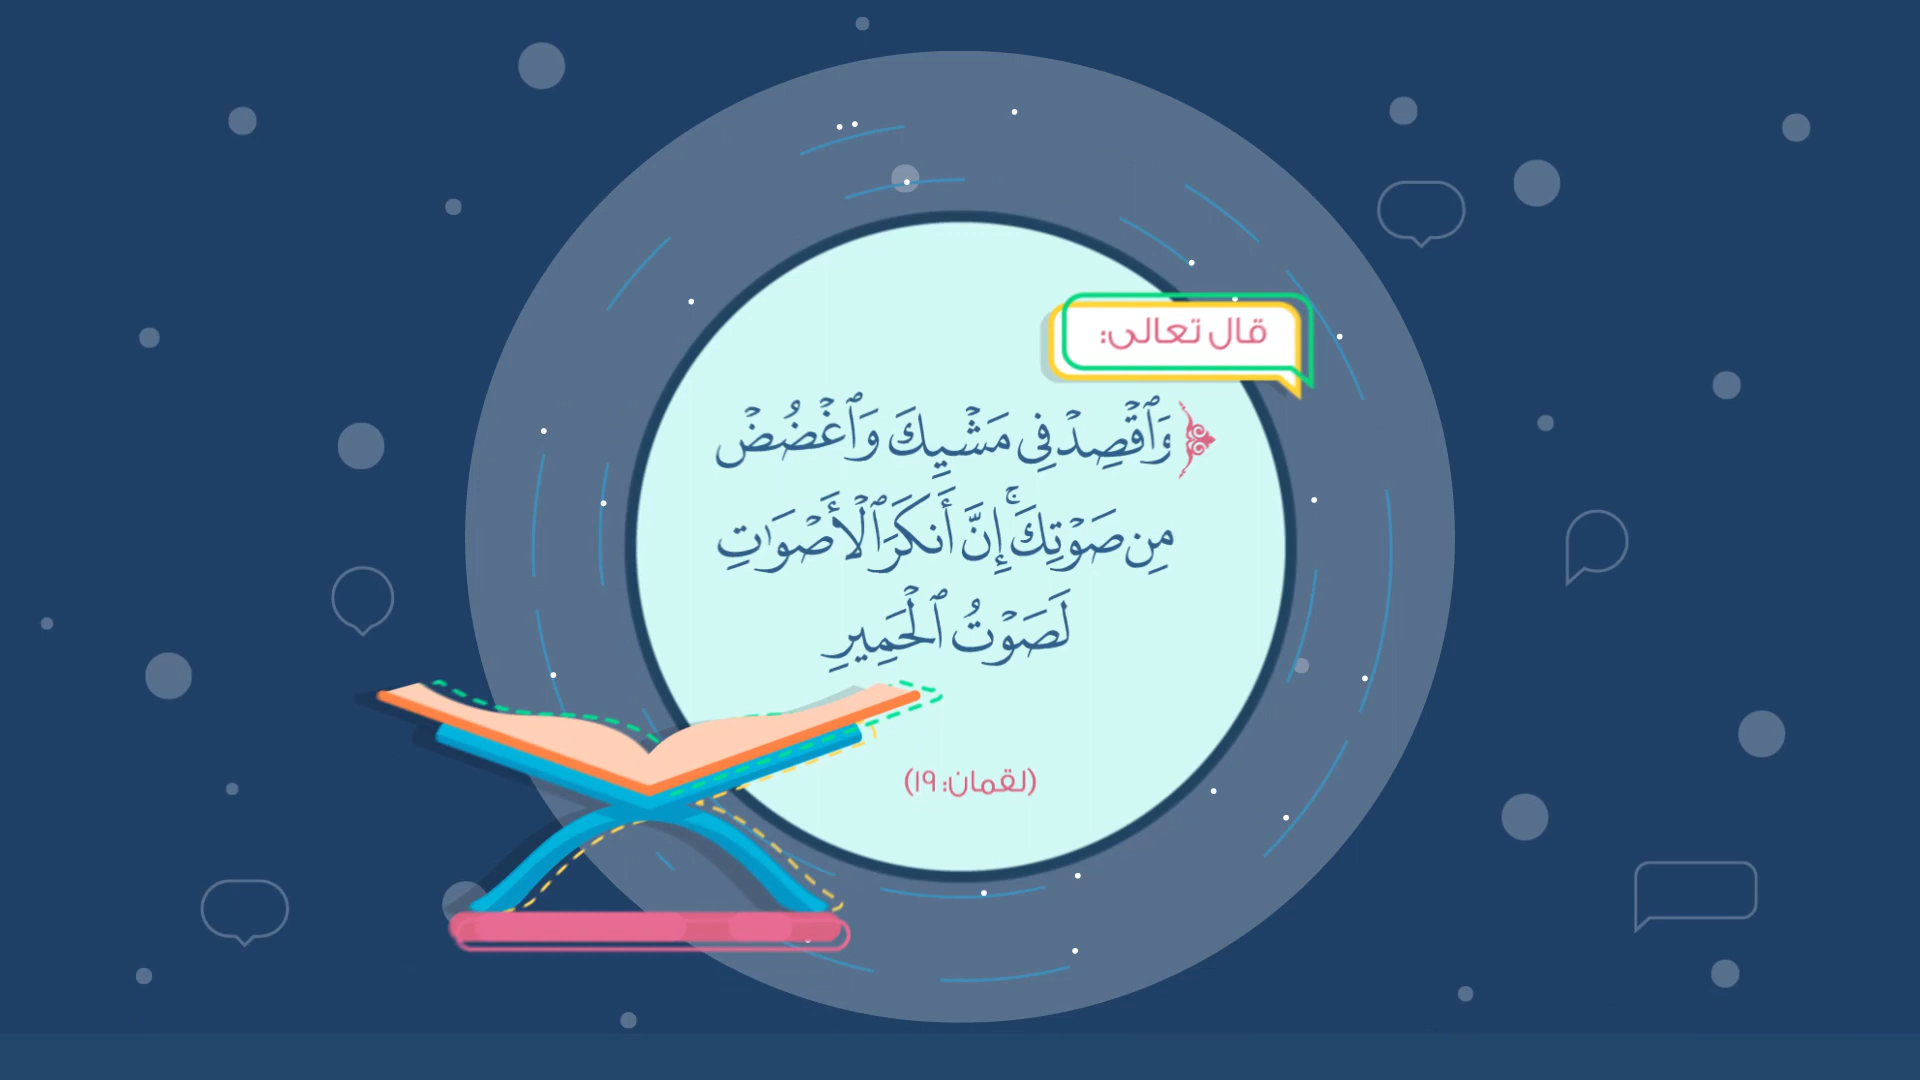 قال تعالى:
﴿وَٱقۡصِدۡ فِي مَشۡيِكَ وَٱغۡضُضۡ
مِن صَوۡتِكَۚ إِنَّ أَنكَرَ ٱلۡأَصۡوَٰتِ
لَصَوۡتُ ٱلۡحَمِيرِ
(لقمان: ١٩)